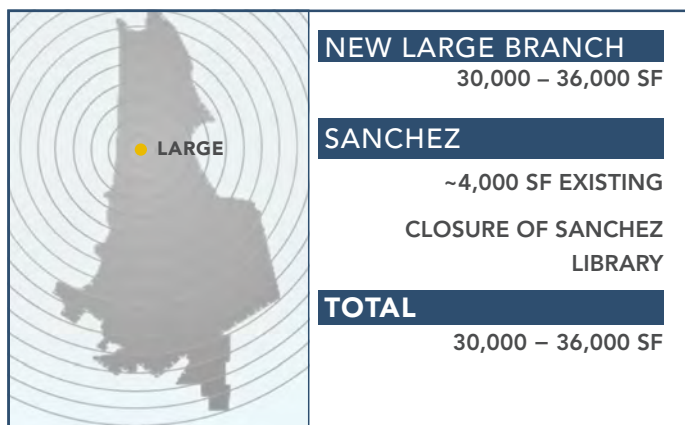 LARGE
NEW LARGE BRANCH
30,000 – 36,000 SF
SANCHEZ
~4,000 SF EXISTING
CLOSURE OF SANCHEZ
LIBRARY
TOTAL
30,000 – 36,000 SF